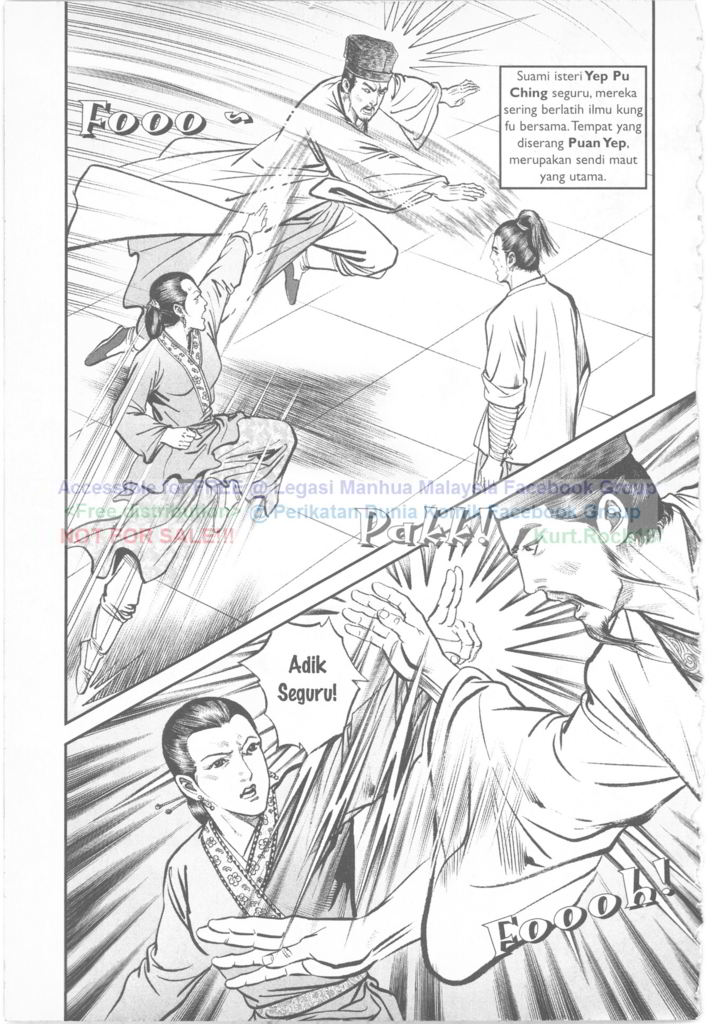 Fooo
Suami isteri Yep Pu
Ching seguru, mereka
sering berlatih ilmu kung
fu bersama. Tempat yang
diserang Puan Yep,
merupakan sendi maut
yang utama.
Accessible for FREE @ Legasi Manhua Malaysia Facebook Group
<Free distribution> @ Perikatan Dunia Komik Facebook Group
NOT FOR SALE!!!
Pakk!
Adik
Seguru!
Foooh!